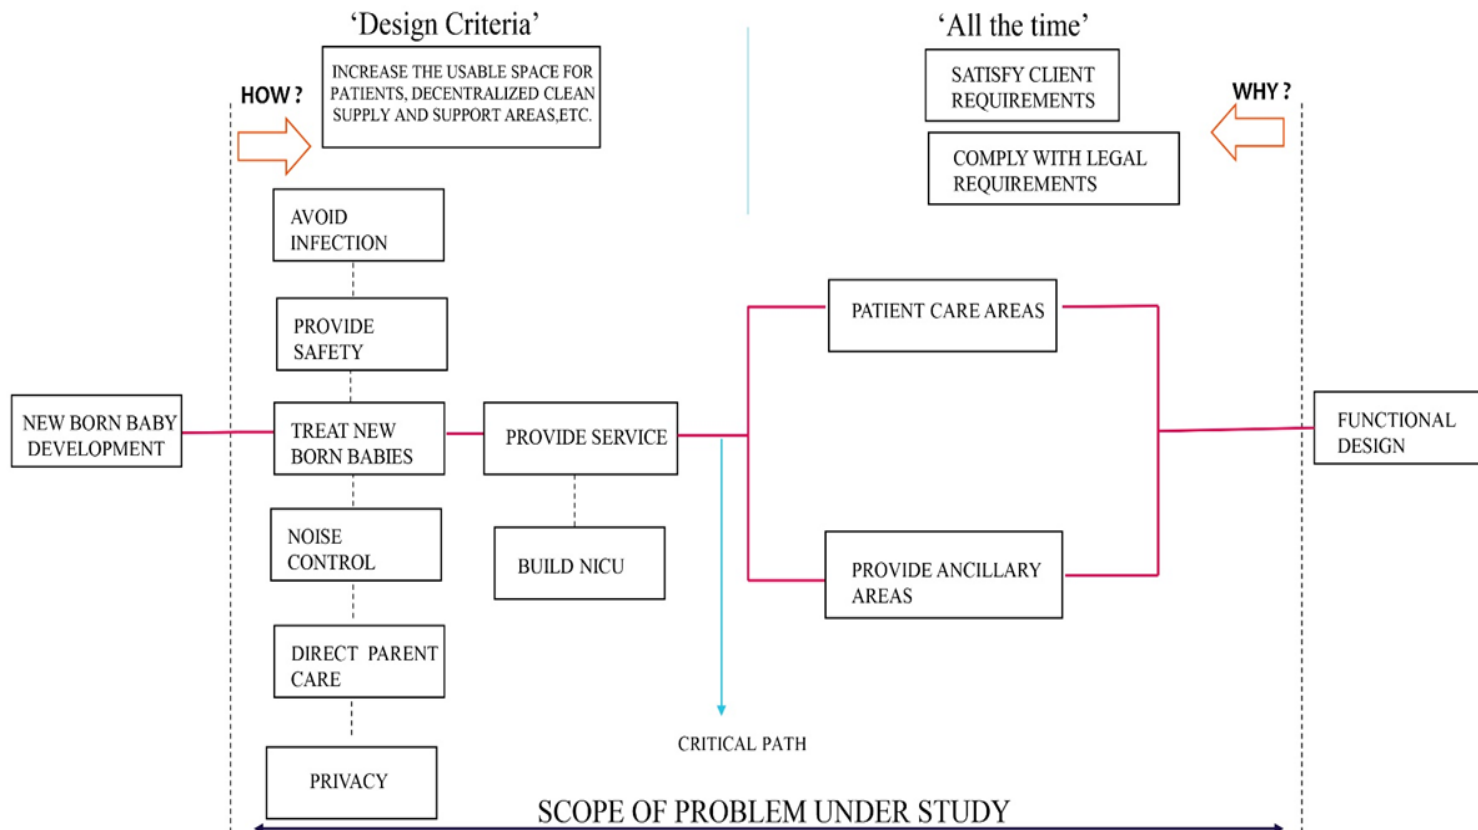 ‘Design Criteria’
‘All the time’
HOW ?
INCREASE THE USABLE SPACE FOR
PATIENTS, DECENTRALIZED CLEAN
SUPPLY AND SUPPORT AREAS,ETC.
SATISFY CLIENT
REQUIREMENTS
WHY ?
COMPLY WITH LEGAL
REQUIREMENTS
AVOID
INFECTION
PROVIDE
SAFETY
PATIENT CARE AREAS
NEW BORN BABY
DEVELOPMENT
TREAT NEW
BORN BABIES
PROVIDE SERVICE
FUNCTIONAL
DESIGN
NOISE
CONTROL
BUILD NICU
PROVIDE ANCILLARY
AREAS
DIRECT PARENT
CARE
CRITICAL PATH
PRIVACY
SCOPE OF PROBLEM UNDER STUDY